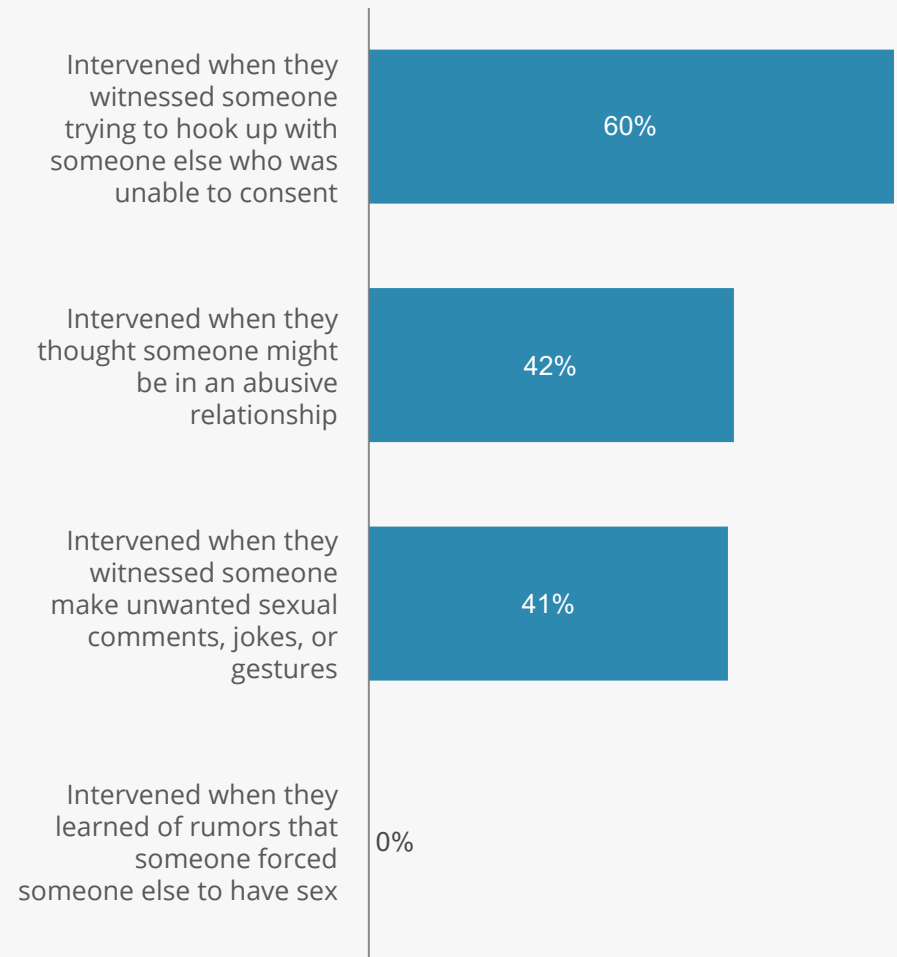 Intervened when they
witnessed someone
trying to hook up with
someone else who was
unable to consent
60%
Intervened when they
thought someone might
be in an abusive
relationship
42%
Intervened when they
witnessed someone
make unwanted sexual
comments, jokes, or
gestures
41%
Intervened when they
learned of rumors that
someone forced
someone else to have sex
0%